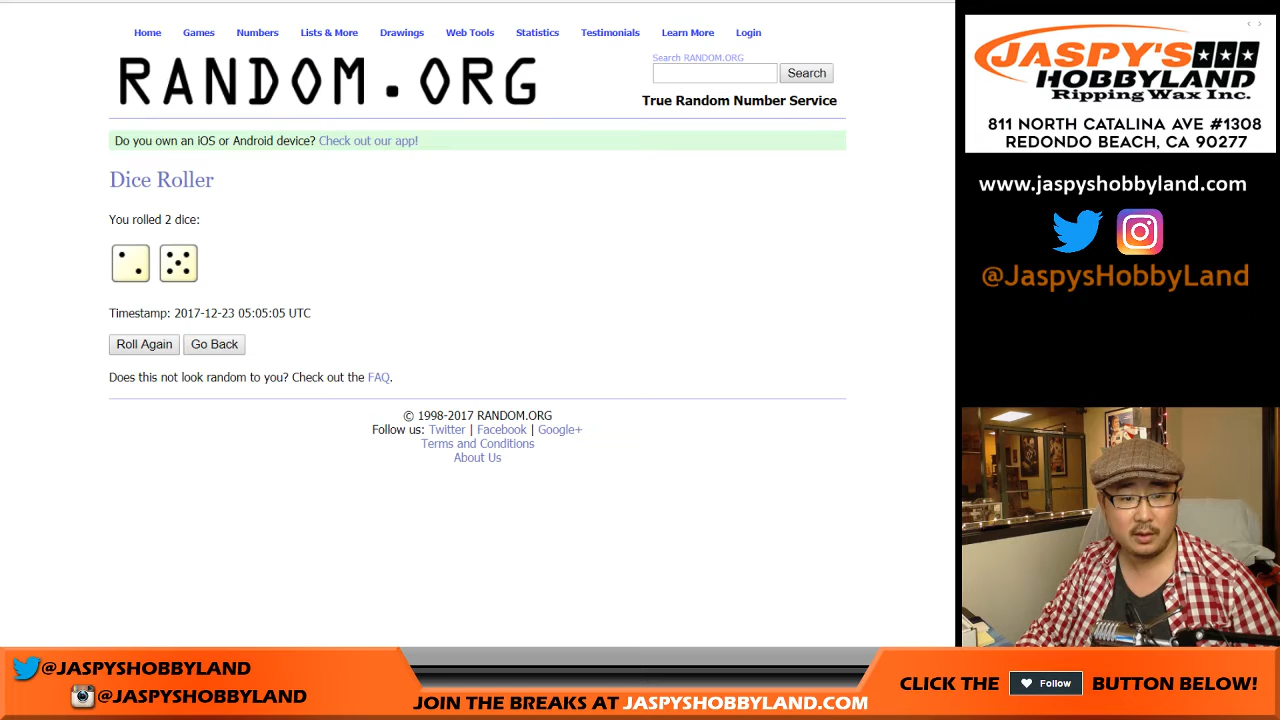 Home Games Numbers Lists & More Drawings Web Tools Statistics Testimonials Learn More Login
RANDOM.ORG
Search RANDOM.ORG
Search
True Random Number Service
Do you own an iOS or Android device? Check out our app!
Dice Roller
You rolled 2 dice:
Timestamp: 2017-12-23 05:05:05 UTC
Roll Again Go Back
Does this not look random to you? Check out the FAQ.
© 1998-2017 RANDOM.ORG
Follow us: Twitter | Facebook | Google+
Terms and Conditions
About Us
JASPY'S
HOBBYLAND
Ripping Wax Inc.
811 NORTH CATALINA AVE #1308
REDONDO BEACH, CA 90277
www.jaspyshobbyland.com
@JaspysHobbyLand
@JASPYSHOBBYLAND
@JASPYSHOBBYLAND
JOIN THE BREAKS AT JASPYSHOBBYLAND.COM
CLICK THE Follow BUTTON BELOW!